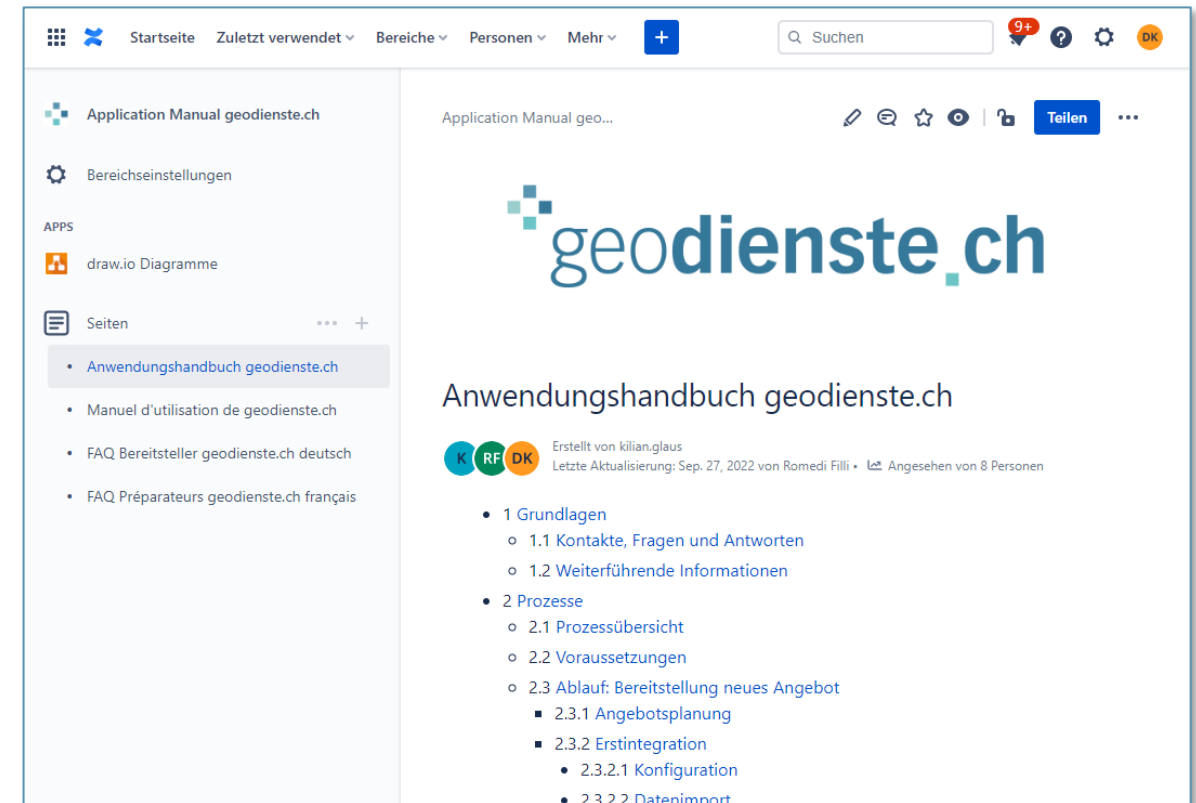 Startseite Zuletzt verwendet Bereiche Personen Mehr + Suchen 9+ ? DK
Application Manual geodienste.ch
Application Manual geo... Teilen
Bereichseinstellungen
geodienste.ch
APPS
draw.io Diagramme
Seiten
Anwendungshandbuch geodienste.ch
Manuel d'utilisation de geodienste.ch
FAQ Bereitsteller geodienste.ch deutsch
FAQ Préparateurs geodienste.ch français
Anwendungshandbuch geodienste.ch
K RF DK
Erstellt von kilian.glaus
Letzte Aktualisierung: Sep. 27, 2022 von Romedi Filli • Angesehen von 8 Personen
• 1 Grundlagen
1.1 Kontakte, Fragen und Antworten
1.2 Weiterführende Informationen
• 2 Prozesse
2.1 Prozessübersicht
2.2 Voraussetzungen
2.3 Ablauf: Bereitstellung neues Angebot
2.3.1 Angebotsplanung
2.3.2 Erstintegration
2.3.2.1 Konfiguration
2.3.2.2 Datenimport